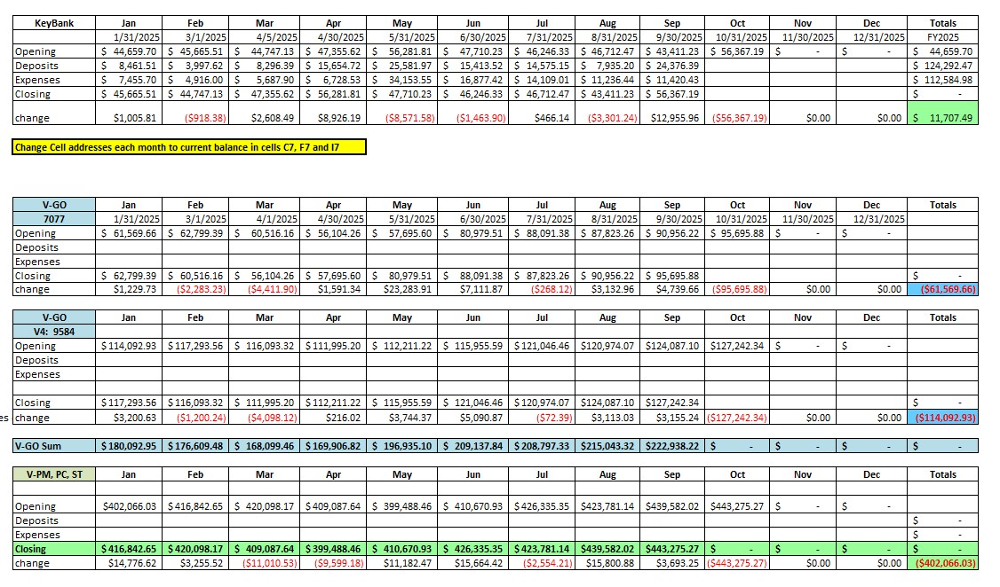 KeyBank Jan Feb Mar Apr May Jun Jul Aug Sep Oct Nov Dec Totals
1/31/2025 3/1/2025 4/5/2025 4/30/2025 5/31/2025 6/30/2025 7/31/2025 8/31/2025 9/30/2025 10/31/2025 11/30/2025 12/31/2025 FY2025
Opening $ 44,659.70 $ 45,665.51 $ 44,747.13 $ 47,355.62 $ 56,281.81 $ 47,710.23 $ 46,246.33 $ 46,712.47 $ 43,411.23 $ 56,367.19 $ - $ - $ 44,659.70
Deposits $ 8,461.51 $ 3,997.62 $ 8,296.39 $ 15,654.72 $ 25,581.97 $ 15,413.52 $ 14,575.15 $ 7,935.20 $ 24,376.39 $ 124,292.47
Expenses $ 7,455.70 $ 4,916.00 $ 5,687.90 $ 6,728.53 $ 34,153.55 $ 16,877.42 $ 14,109.01 $ 11,236.44 $ 11,420.43 $ 112,584.98
Closing $ 45,665.51 $ 44,747.13 $ 47,355.62 $ 56,281.81 $ 47,710.23 $ 46,246.33 $ 46,712.47 $ 43,411.23 $ 56,367.19 $ -
change $1,005.81 ($918.38) $2,608.49 $8,926.19 ($8,571.58) ($1,463.90) $466.14 ($3,301.24) $12,955.96 ($56,367.19) $0.00 $0.00 $ 11,707.49
Change Cell addresses each month to current balance in cells C7, F7 and I7
V-GO Jan Feb Mar Apr May Jun Jul Aug Sep Oct Nov Dec Totals
7077 1/31/2025 3/1/2025 4/1/2025 4/30/2025 5/31/2025 6/30/2025 7/31/2025 8/31/2025 9/30/2025 10/31/2025 11/30/2025 12/31/2025
Opening $ 61,569.66 $ 62,799.39 $ 60,516.16 $ 56,104.26 $ 57,695.60 $ 80,979.51 $ 88,091.38 $ 87,823.26 $ 90,956.22 $ 95,695.88 $ - $ -
Deposits
Expenses
Closing $ 62,799.39 $ 60,516.16 $ 56,104.26 $ 57,695.60 $ 80,979.51 $ 88,091.38 $ 87,823.26 $ 90,956.22 $ 95,695.88 $ -
change $1,229.73 ($2,283.23) ($4,411.90) $1,591.34 $23,283.91 $7,111.87 ($268.12) $3,132.96 $4,739.66 ($95,695.88) $0.00 $0.00 ($61,569.66)
V-GO Jan Feb Mar Apr May Jun Jul Aug Sep Oct Nov Dec Totals
V4: 9584
Opening $114,092.93 $117,293.56 $ 116,093.32 $111,995.20 $ 112,211.22 $ 115,955.59 $121,046.46 $120,974.07 $124,087.10 $127,242.34 $ - $ -
Deposits
Expenses
Closing $117,293.56 $116,093.32 $ 111,995.20 $112,211.22 $ 115,955.59 $ 121,046.46 $120,974.07 $124,087.10 $127,242.34 $ -
es change $3,200.63 ($1,200.24) ($4,098.12) $216.02 $3,744.37 $5,090.87 ($72.39) $3,113.03 $3,155.24 ($127,242.34) $0.00 $0.00 ($114,092.93)
V-GO Sum $180,092.95 $176,609.48 $ 168,099.46 $169,906.82 $ 196,935.10 $ 209,137.84 $208,797.33 $215,043.32 $222,938.22 $ - $ - $ - $ -
V-PM, PC, ST Jan Feb Mar Apr May Jun Jul Aug Sep Oct Nov Dec Totals
Opening $402,066.03 $416,842.65 $ 420,098.17 $409,087.64 $ 399,488.46 $ 410,670.93 $426,335.35 $423,781.14 $439,582.02 $443,275.27 $ - $ -
Deposits $ -
Expenses $ -
Closing $416,842.65 $420,098.17 $ 409,087.64 $399,488.46 $ 410,670.93 $ 426,335.35 $423,781.14 $439,582.02 $443,275.27 $ - $ - $ - $ -
change $14,776.62 $3,255.52 ($11,010.53) ($9,599.18) $11,182.47 $15,664.42 ($2,554.21) $15,800.88 $3,693.25 ($443,275.27) $0.00 $0.00 ($402,066.03)